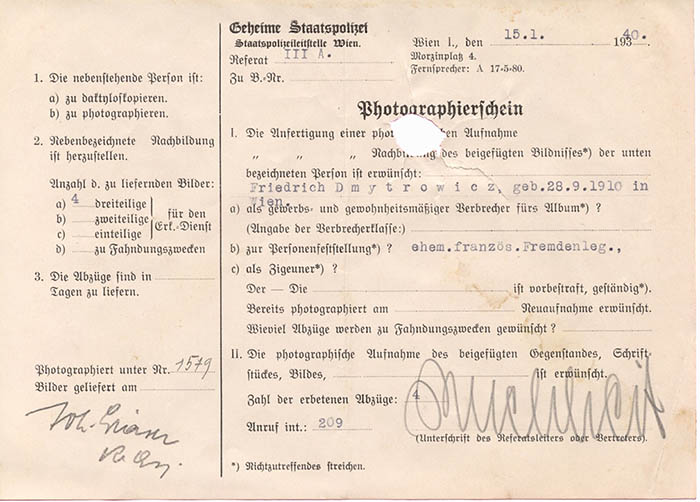 Geheime Staatspolizei
Staatspolizeileitstelle Wien.
Referat III A.
Zu B.-Nr.
Wien I., den 15.1. 1930 40.
Morzinplatz 4.
Fernsprecher: A 17-5-80.
Photographierschein
1. Die nebenstehende Person ist:
a) zu daktyloskopieren.
b) zu photographieren.
2. Nebenbezeichnete Nachbildung
ist herzustellen.
Anzahl d. zu liefernden Bilder:
a) 4 dreiteilige
b) zweiteilige
c) einteilige
für den
Erk.-Dienst
d) zu Fahndungszwecken
3. Die Abzüge sind in
Tagen zu liefern.
Photographiert unter Nr. 1579
Bilder geliefert am
I. Die Anfertigung einer pho en Aufnahme
„ „ „ Nachbildung des beigefügten Bildnisses*) der unten
bezeichneten Person ist erwünscht:
Friedrich Dmytrowicz, geb.28.9.1910 in
Wien.
a) als gewerbs- und gewohnheitsmäßiger Verbrecher fürs Album*) ?
(Angabe der Verbrecherklasse:)
b) zur Personenfeststellung*) ? ehem.französ.Fremdenleg.,
c) als Zigeuner*) ?
Der — Die ist vorbestraft, geständig*).
Bereits photographiert am Neuaufnahme erwünscht.
Wieviel Abzüge werden zu Fahndungszwecken gewünscht ?
II. Die photographische Aufnahme des beigefügten Gegenstandes, Schrift-
stückes, Bildes, ist erwünscht.
Zahl der erbetenen Abzüge: 4
Anruf int.: 209
(Unterschrift des Referatsleiters oder Vertreters).
*) Nichtzutreffendes streichen.